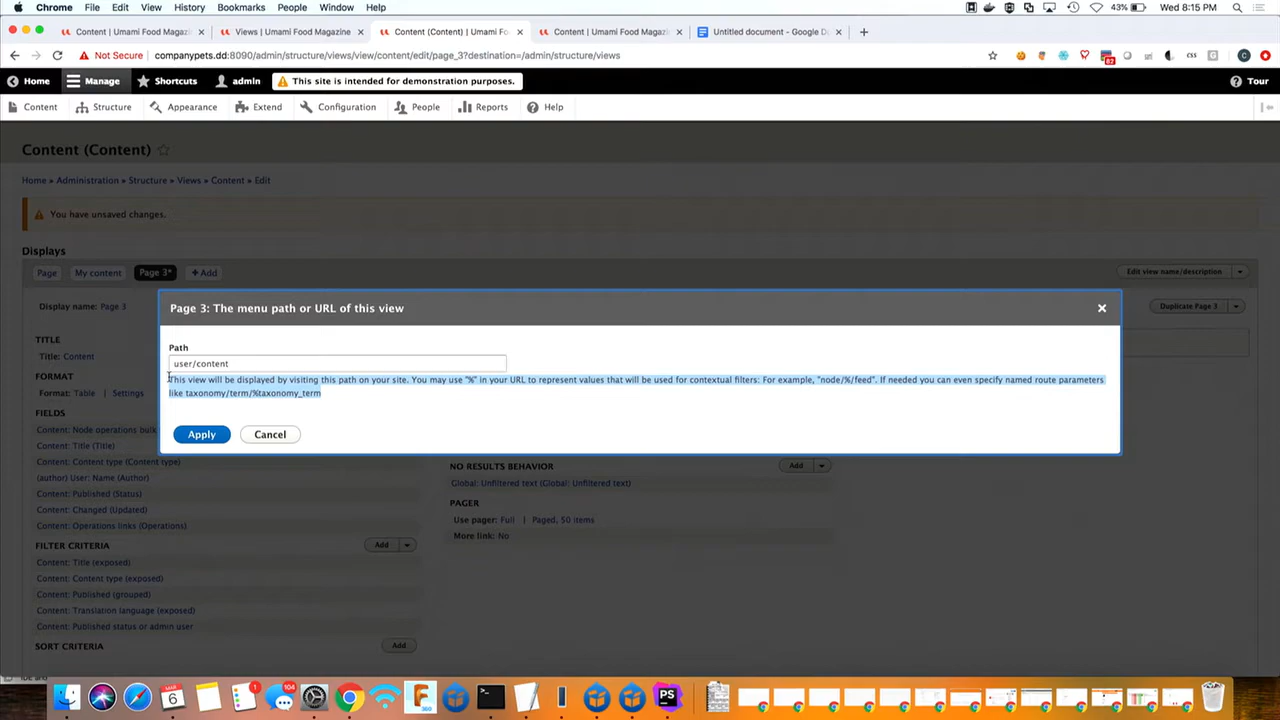 Chrome File Edit View History Bookmarks People Window Help 43% Wed 8:15 PM
Content | Umami Food Magazi Views | Umami Food Magazine Content (Content) | Umami Fo Content | Umami Food Magazi Untitled document - Google D
Not Secure companypets.dd:8090/admin/structure/views/view/content/edit/page_3?destination=/admin/structure/views
Home Manage Shortcuts admin This site is intended for demonstration purposes. Tour
Content Structure Appearance Extend Configuration People Reports Help
Content (Content)
Home » Administration » Structure » Views » Content » Edit
You have unsaved changes.
Displays
Page My content Page 3* + Add Edit view name/description
Display name: Page 3 Duplicate Page 3
Page 3: The menu path or URL of this view
Path
user/content
This view will be displayed by visiting this path on your site. You may use "%" in your URL to represent values that will be used for contextual filters: For example, "node/%/feed". If needed you can even specify named route parameters
like taxonomy/term/%taxonomy_term
Apply Cancel
TITLE
Title: Content
FORMAT
Format: Table | Settings
FIELDS
Content: Node operations bulk
Content: Title (Title)
Content: Content type (Content type)
(author) User: Name (Author)
Content: Published (Status)
Content: Changed (Updated)
Content: Operations links (Operations)
FILTER CRITERIA Add
Content: Title (exposed)
Content: Content type (exposed)
Content: Published (grouped)
Content: Translation language (exposed)
Content: Published status or admin user
SORT CRITERIA Add
NO RESULTS BEHAVIOR Add
Global: Unfiltered text (Global: Unfiltered text)
PAGER
Use pager: Full | Paged, 50 items
More link: No